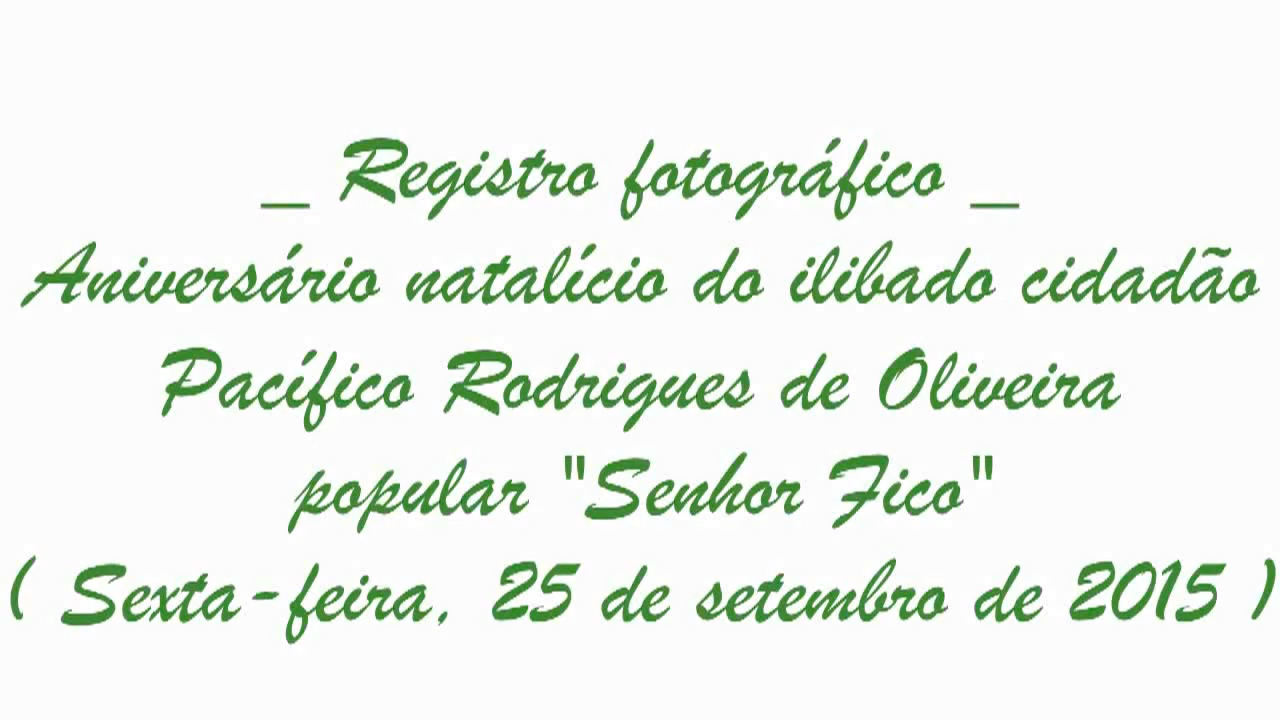 _ Registro fotográfico _
Aniversário natalício do ilibado cidadão
Pacífico Rodrigues de Oliveira
popular "Senhor Fico"
( Sexta-feira, 25 de setembro de 2015 )